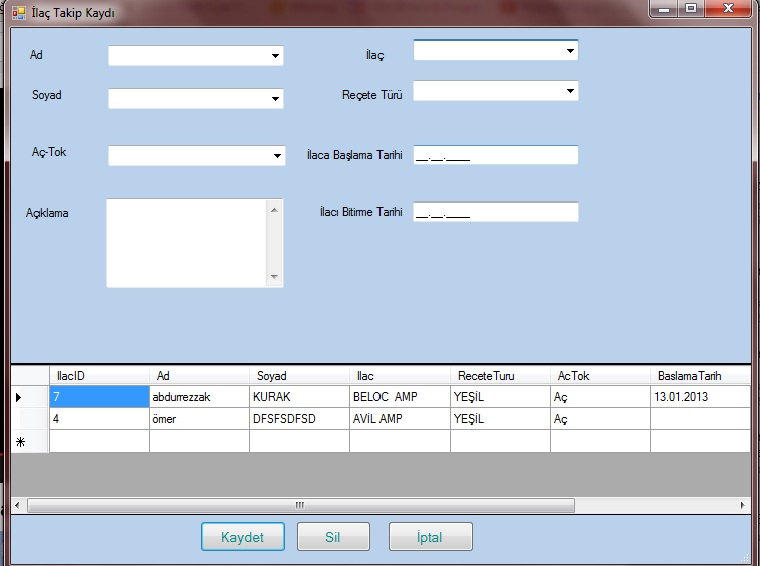 İlaç Takip Kaydı
Ad
İlaç
Soyad
Reçete Türü
Aç-Tok
İlaca Başlama Tarihi
__.__.____
Açıklama
İlacı Bitirme Tarihi
__.__.____
IlacID Ad Soyad Ilac ReceteTuru AcTok BaslamaTarih
7 abdurrezzak KURAK BELOC AMP YEŞİL Aç 13.01.2013
4 ömer DFSFSDFSD AVİL.AMP YEŞİL Aç
Kaydet Sil İptal